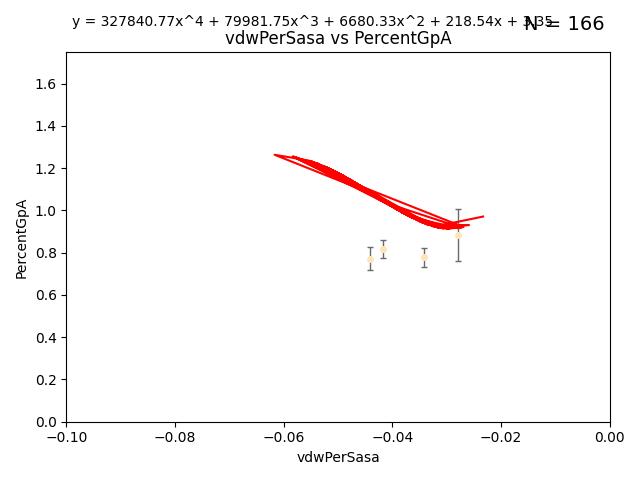 y = 327840.77x^4 + 79981.75x^3 + 6680.33x^2 + 218.54x + 3.35
N = 166
vdwPerSasa vs PercentGpA
1.6
1.4
1.2
1.0
0.8
0.6
0.4
0.2
0.0
PercentGpA
−0.10 −0.08 −0.06 −0.04 −0.02 0.00
vdwPerSasa